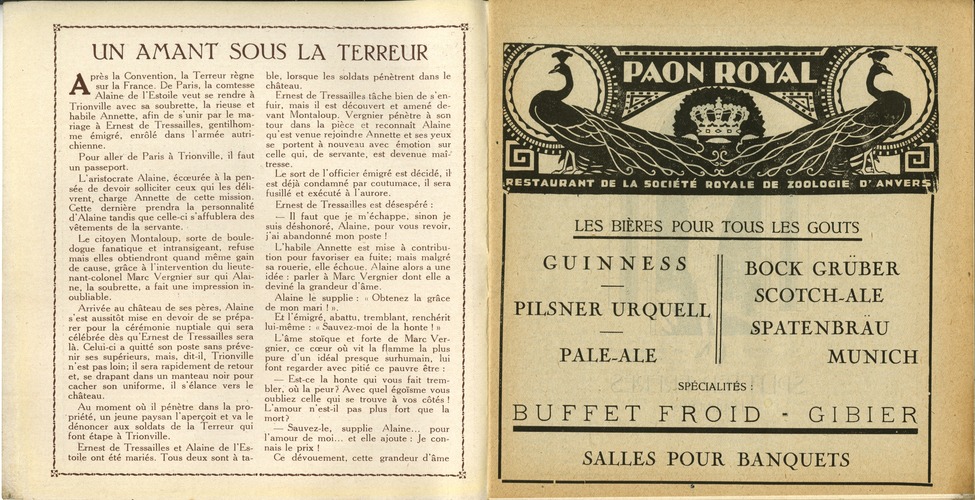 UN AMANT SOUS LA TERREUR
Après la Convention, la Terreur règne
sur la France. De Paris, la comtesse
Alaine de l'Estoile veut se rendre à
Trionville avec sa soubrette, la rieuse et
habile Annette, afin de s'unir par le ma-
riage à Ernest de Tressailles, gentilhom-
me émigré, enrôlé dans l'armée autri-
chienne.
Pour aller de Paris à Trionville, il faut
un passeport.
L'aristocrate Alaine, écœurée à la pen-
sée de devoir solliciter ceux qui les déli-
vrent, charge Annette de cette mission.
Cette dernière prendra la personnalité
d'Alaine tandis que celle-ci s'affublera des
vêtements de la servante.
Le citoyen Montaloup, sorte de boule-
dogue fanatique et intransigeant, refuse
mais elles obtiendront quand même gain
de cause, grâce à l'intervention du lieute-
nant-colonel Marc Vergnier sur qui Alai-
ne, la soubrette, a fait une impression in-
oubliable.
Arrivée au château de ses pères, Alaine
s'est aussitôt mise en devoir de se prépa-
rer pour la cérémonie nuptiale qui sera
célébrée dès qu'Ernest de Tressailles sera
là. Celui-ci a quitté son poste sans préve-
nir ses supérieurs, mais, dit-il, Trionville
n'est pas loin; il sera rapidement de retour
et, se drapant dans un manteau noir pour
cacher son uniforme, il s'élance vers le
château.
Au moment où il pénètre dans la pro-
priété, un jeune paysan l'aperçoit et va le
dénoncer aux soldats de la Terreur qui
font étape à Trionville.
Ernest de Tressailles et Alaine de l'Es-
toile ont été mariés. Tous deux sont à ta-
ble, lorsque les soldats pénètrent dans le
château.
Ernest de Tressailles tâche bien de s'en-
fuir, mais il est découvert et amené de-
vant Montaloup. Vergnier pénètre à son
tour dans la pièce et reconnaît Alaine
qu'est venue rejoindre Annette et ses yeux
se portent à nouveau avec émotion sur
celle qui, de servante, est devenue maî-
tresse.
Le sort de l'officier émigré est décidé, il
est déjà condamné par coutumace, il sera
fusillé et exécuté à l'aurore.
Ernest de Tressailles est désespéré :
— Il faut que je m'échappe, sinon je
suis déshonoré, Alaine, pour vous revoir,
j'ai abandonné mon poste !
L'habile Annette est mise à contribu-
tion pour favoriser sa fuite; mais malgré
sa rouerie, elle échoue. Alaine alors a une
idée : parler à Marc Vergnier dont elle a
deviné la grandeur d'âme.
Alaine le supplie : « Obtenez la grâce
de mon mari ! ».
Et l'émigré, abattu, tremblant, renchérit
lui-même : « Sauvez-moi de la honte ! »
L'âme stoïque et forte de Marc Ver-
gnier, ce cœur où vit la flamme la plus
pure d'un idéal presque surhumain, lui
font regarder avec pitié ce pauvre être :
— Est-ce la honte qui vous fait trem-
bler, où la peur ? Avec quel égoïsme vous
oubliez celle qui se trouve à vos côtés !
L'amour n'est-il pas plus fort que la
mort ?
— Sauvez-le, supplie Alaine... pour
l'amour de moi... et elle ajoute : Je con-
nais le prix !
Ce dévouement, cette grandeur d'âme
PAON ROYAL
RESTAURANT DE LA SOCIÉTÉ ROYALE DE ZOOLOGIE D'ANVERS
LES BIÈRES POUR TOUS LES GOUTS
GUINNESS
PILSNER URQUELL
PALE-ALE
BOCK GRÜBER
SCOTCH-ALE
SPATENBRÄU
MUNICH
SPÉCIALITÉS :
BUFFET FROID - GIBIER
SALLES POUR BANQUETS